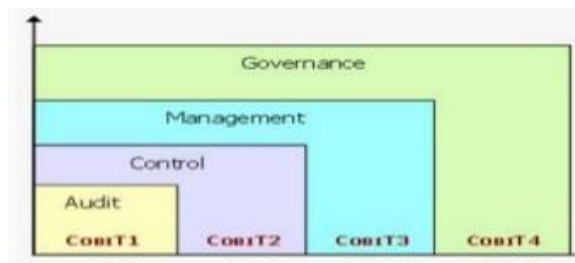 Governance
Management
Control
Audit
COBIT1 COBIT2 COBIT3 COBIT4